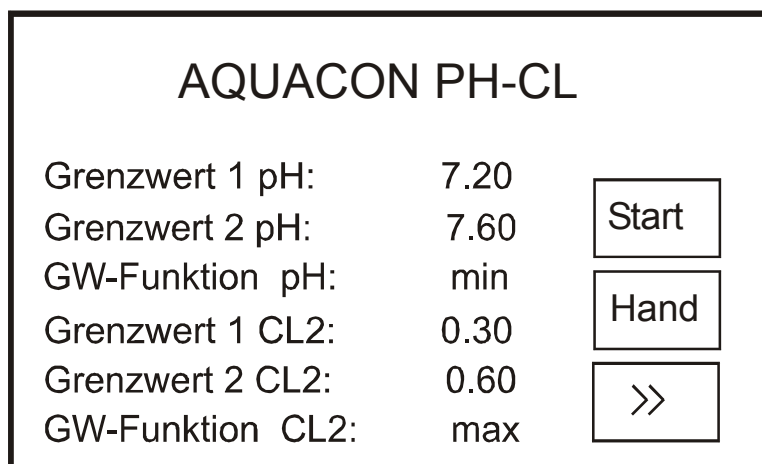 AQUACON PH-CL
Grenzwert 1 pH: 7.20
Grenzwert 2 pH: 7.60
GW-Funktion pH: min
Grenzwert 1 CL2: 0.30
Grenzwert 2 CL2: 0.60
GW-Funktion CL2: max
Start
Hand
>>